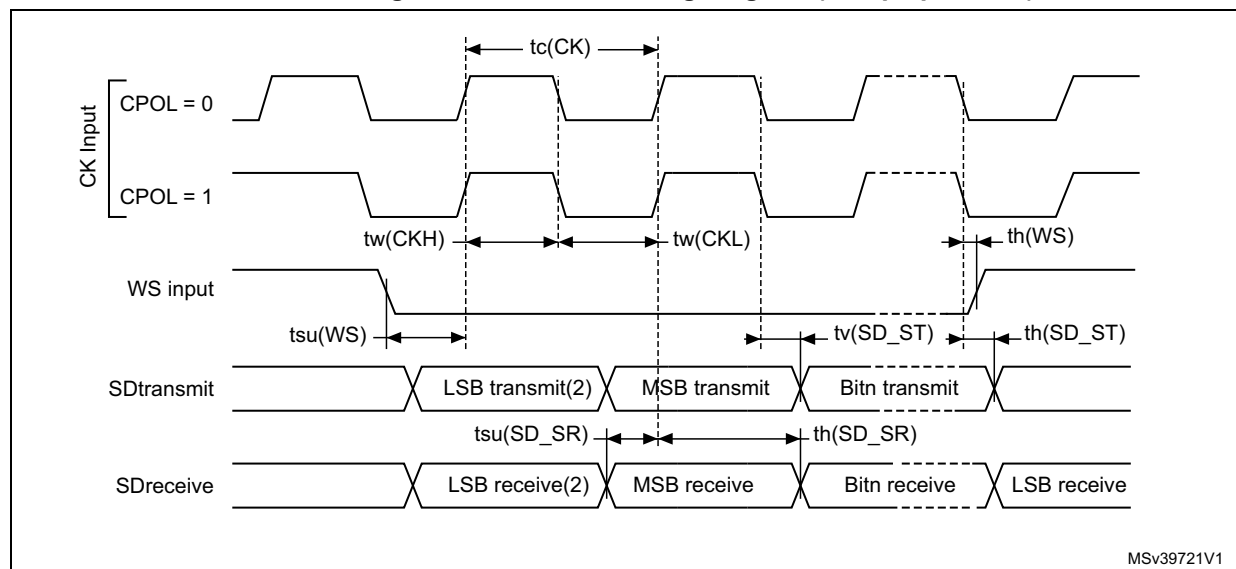 tc(CK)
CK Input
CPOL = 0
CPOL = 1
tw(CKH)
tw(CKL)
th(WS)
WS input
tsu(WS)
tv(SD_ST)
th(SD_ST)
SDtransmit
LSB transmit(2)
MSB transmit
Bitn transmit
tsu(SD_SR)
th(SD_SR)
SDreceive
LSB receive(2)
MSB receive
Bitn receive
LSB receive
MSv39721V1